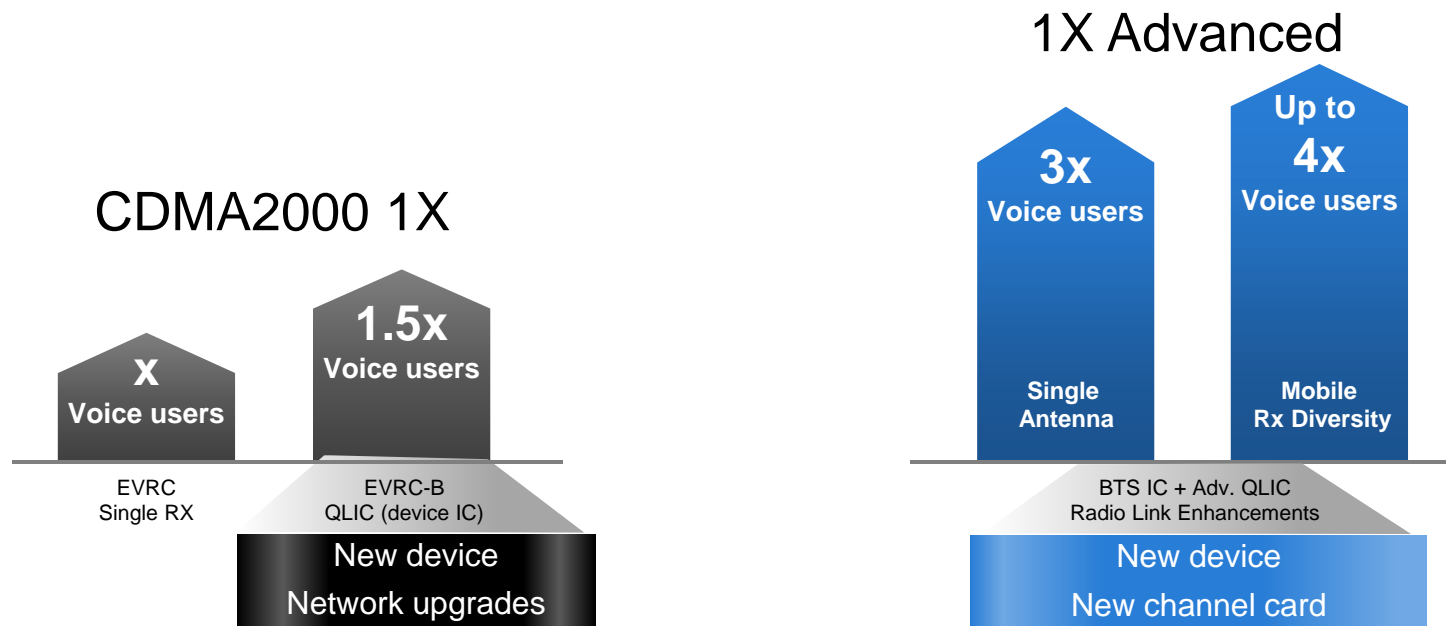 CDMA2000 1X
x
Voice users
EVRC
Single RX
1.5x
Voice users
EVRC-B
QLIC (device IC)
New device
Network upgrades
1X Advanced
3x
Voice users
Single
Antenna
Up to
4x
Voice users
Mobile
Rx Diversity
BTS IC + Adv. QLIC
Radio Link Enhancements
New device
New channel card